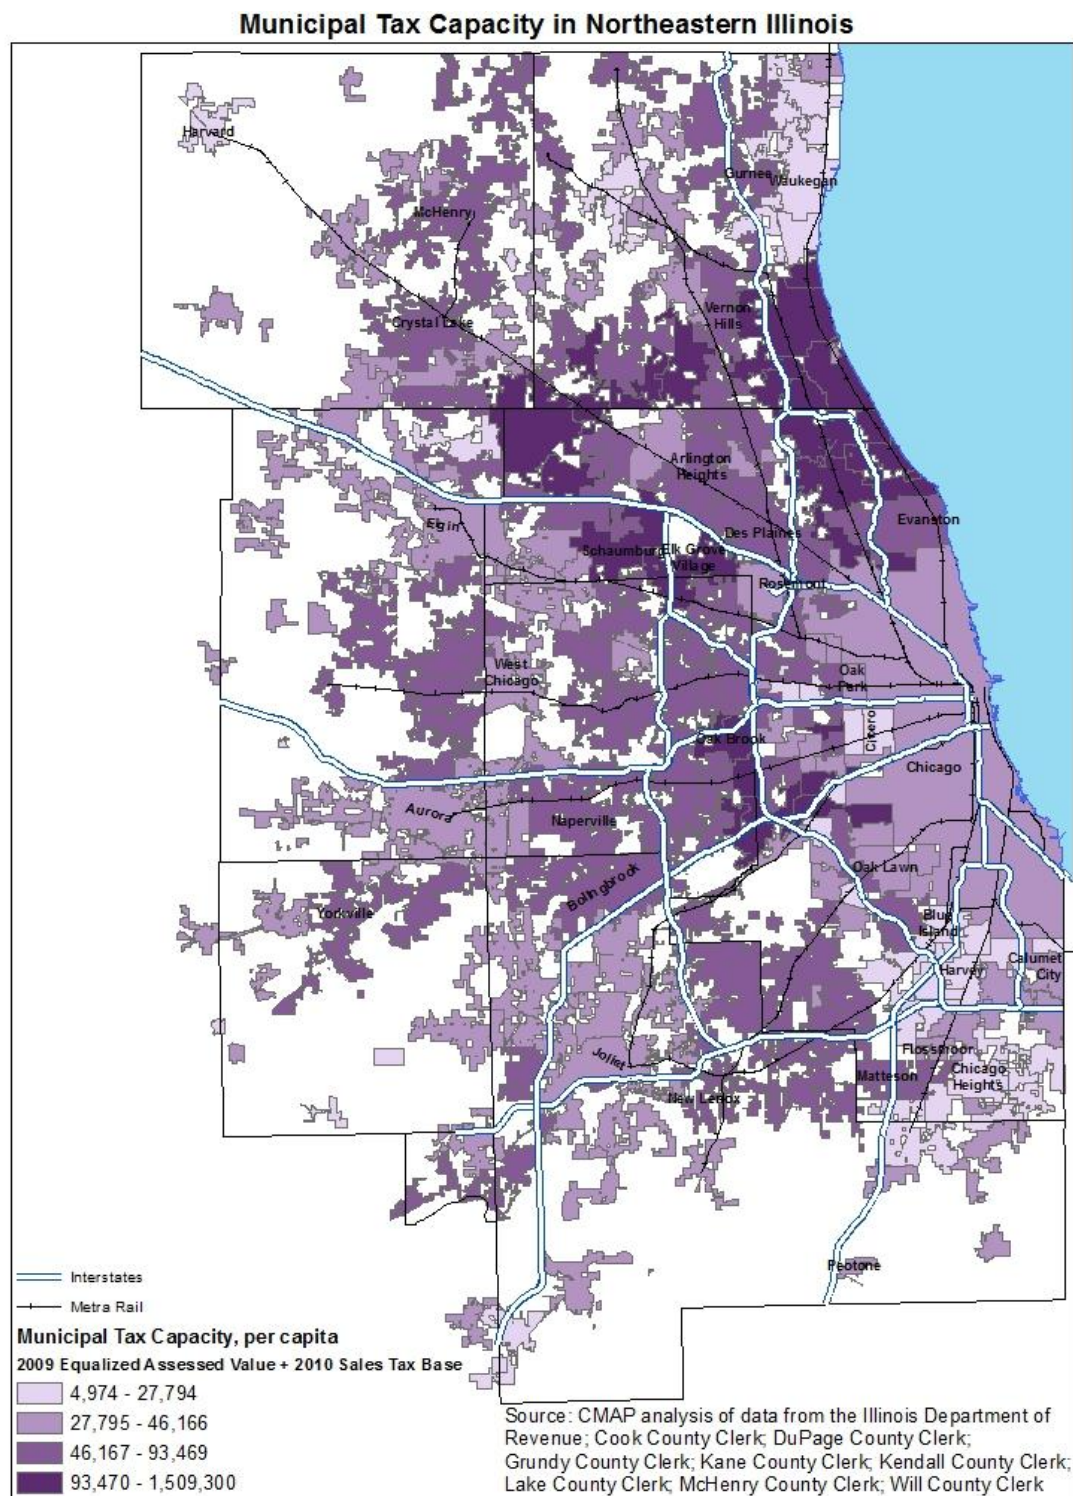 Municipal Tax Capacity in Northeastern Illinois
Harvard
Gurnee
Waukegan
McHenry
Vernon
Hills
Crystal Lake
Arlington
Heights
Elgin
Evanston
Des Plaines
Schaumburg
Elk Grove
Village
Rosemont
West
Chicago
Oak
Park
Cicero
Oak Brook
Chicago
Aurora
Naperville
Oak Lawn
Bolingbrook
Yorkville
Blue
Island
Calumet
City
Harvey
Joliet
Flossmoor
Matteson
Chicago
Heights
New Lenox
Peotone
Interstates
Metra Rail
Municipal Tax Capacity, per capita
2009 Equalized Assessed Value + 2010 Sales Tax Base
4,974 - 27,794
27,795 - 46,166
46,167 - 93,469
93,470 - 1,509,300
Source: CMAP analysis of data from the Illinois Department of
Revenue; Cook County Clerk; DuPage County Clerk;
Grundy County Clerk; Kane County Clerk; Kendall County Clerk;
Lake County Clerk; McHenry County Clerk; Will County Clerk